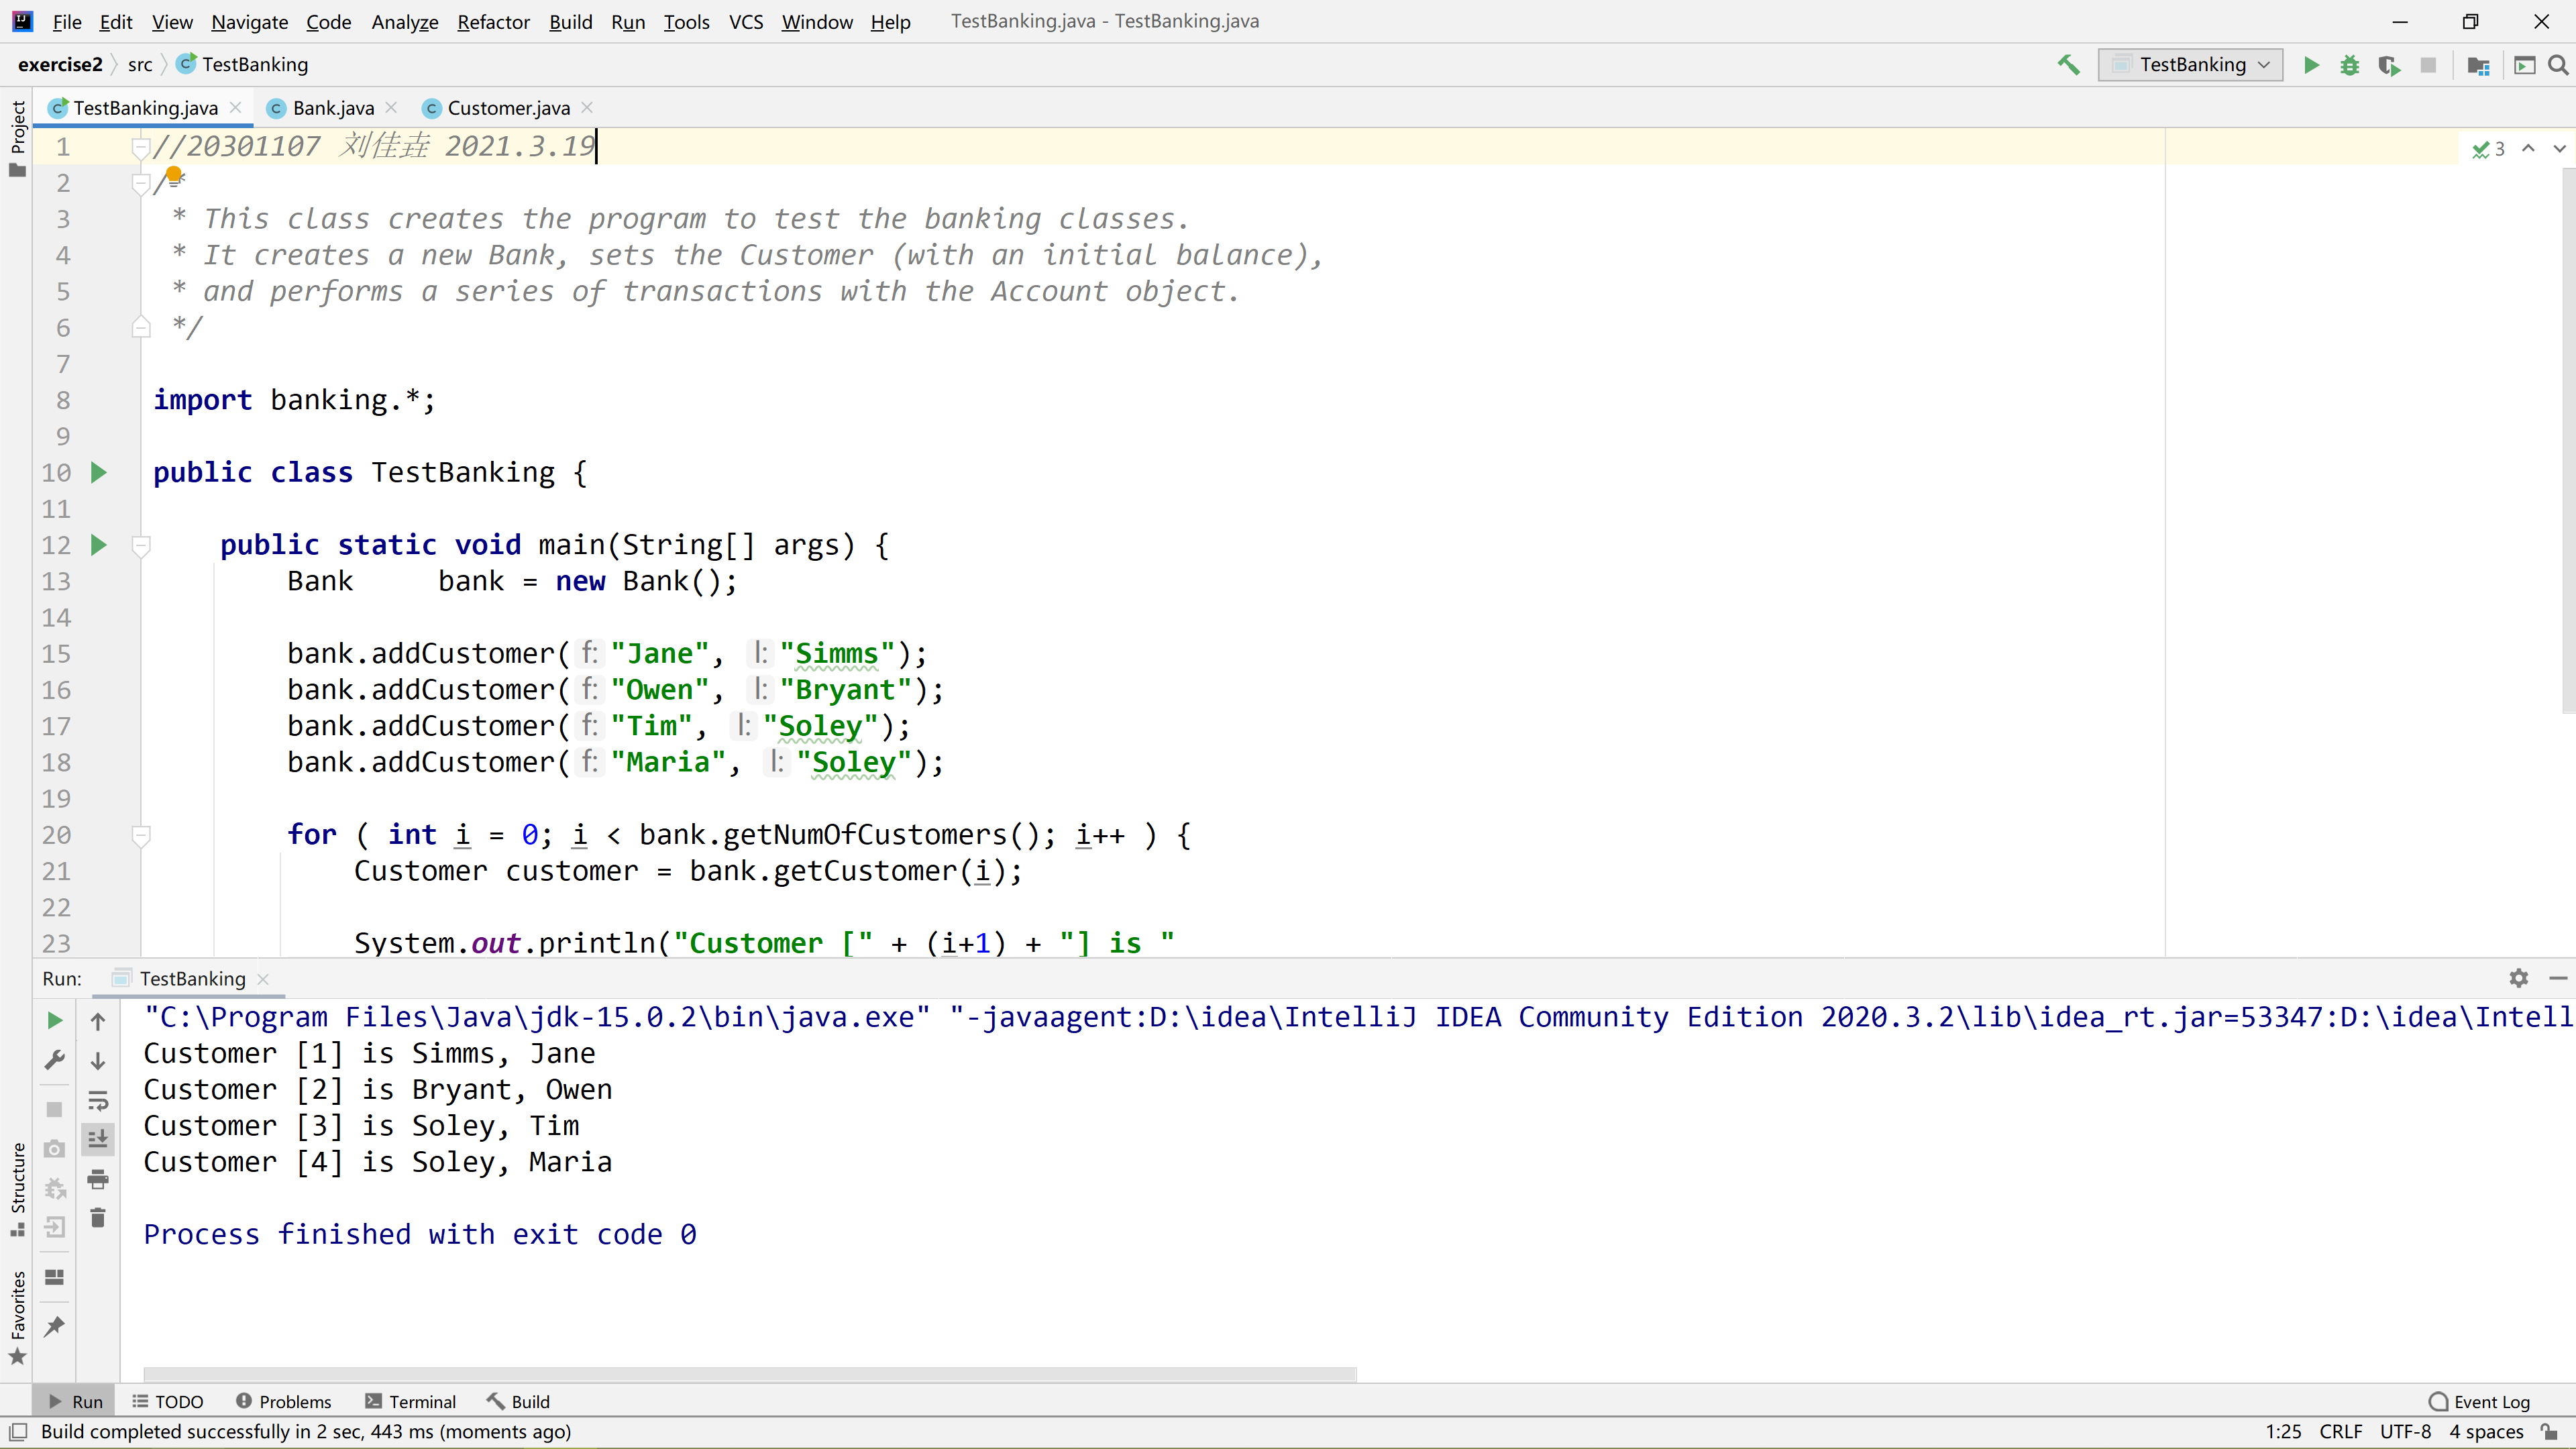 File Edit View Navigate Code Analyze Refactor Build Run Tools VCS Window Help TestBanking.java - TestBanking.java
exercise2 src TestBanking TestBanking
TestBanking.java Bank.java Customer.java
Project
1 //20301107 刘佳垚 2021.3.19
3
2 /*
3 * This class creates the program to test the banking classes.
4 * It creates a new Bank, sets the Customer (with an initial balance),
5 * and performs a series of transactions with the Account object.
6 */
7
8 import banking.*;
9
10 public class TestBanking {
11
12 public static void main(String[] args) {
13 Bank     bank = new Bank();
14
15 bank.addCustomer( f: "Jane", l: "Simms");
16 bank.addCustomer( f: "Owen", l: "Bryant");
17 bank.addCustomer( f: "Tim", l: "Soley");
18 bank.addCustomer( f: "Maria", l: "Soley");
19
20 for ( int i = 0; i < bank.getNumOfCustomers(); i++ ) {
21 Customer customer = bank.getCustomer(i);
22
23 System.out.println("Customer [" + (i+1) + "] is "
Run: TestBanking
"C:\Program Files\Java\jdk-15.0.2\bin\java.exe" "-javaagent:D:\idea\IntelliJ IDEA Community Edition 2020.3.2\lib\idea_rt.jar=53347:D:\idea\Intell
Customer [1] is Simms, Jane
Customer [2] is Bryant, Owen
Customer [3] is Soley, Tim
Customer [4] is Soley, Maria
Process finished with exit code 0
Structure
Favorites
Run TODO Problems Terminal Build Event Log
Build completed successfully in 2 sec, 443 ms (moments ago) 1:25 CRLF UTF-8 4 spaces